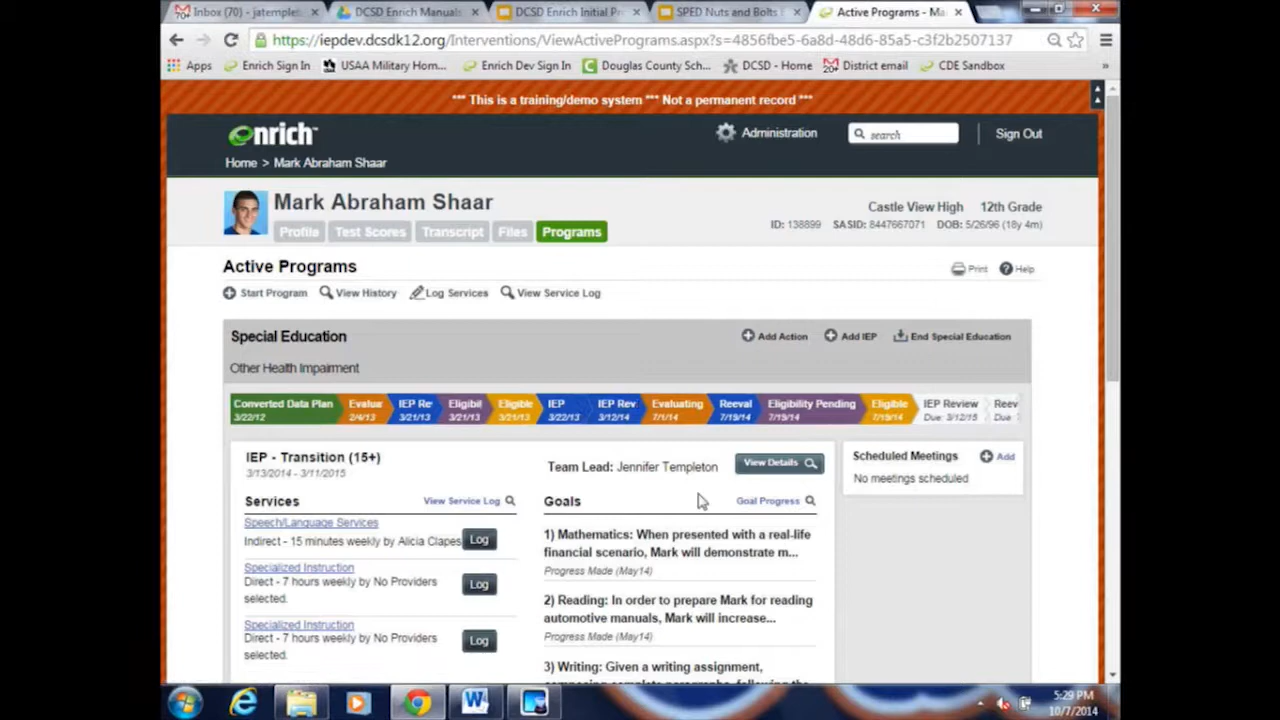 Inbox (70) - jatemples
DCSD Enrich Manuals
DCSD Enrich Initial Pr
SPED Nuts and Bolts
Active Programs - Ma
https://iepdev.dcsdk12.org/Interventions/ViewActivePrograms.aspx?s=4856fbe5-6a8d-48d6-85a5-c3f2b2507137
Apps
Enrich Sign In
USAA Military Hom...
Enrich Dev Sign In
Douglas County Sch...
DCSD - Home
District email
CDE Sandbox
»
*** This is a training/demo system *** Not a permanent record ***
enrich
Administration
search
Sign Out
Home > Mark Abraham Shaar
Mark Abraham Shaar
Castle View High 12th Grade
ID: 138899 SASID: 8447667071 DOB: 5/26/96 (18y 4m)
Profile
Test Scores
Transcript
Files
Programs
Active Programs
Print
Help
Start Program
View History
Log Services
View Service Log
Special Education
Add Action
Add IEP
End Special Education
Other Health Impairment
Converted Data Plan
3/22/12
Evaluar
2/4/13
IEP Re
3/21/13
Eligibil
3/21/13
Eligible
3/21/13
IEP
3/22/13
IEP Rev
3/12/14
Evaluating
7/1/14
Reeval
7/19/14
Eligibility Pending
7/19/14
Eligible
7/19/14
IEP Review
Due: 3/12/15
Reev
Due
IEP - Transition (15+)
3/13/2014 - 3/11/2015
Team Lead: Jennifer Templeton
View Details
Scheduled Meetings
Add
No meetings scheduled
Services
View Service Log
Speech/Language Services
Indirect - 15 minutes weekly by Alicia Clapes
Log
Specialized Instruction
Direct - 7 hours weekly by No Providers
selected.
Log
Specialized Instruction
Direct - 7 hours weekly by No Providers
selected.
Log
Goals
Goal Progress
1) Mathematics: When presented with a real-life
financial scenario, Mark will demonstrate m...
Progress Made (May14)
2) Reading: In order to prepare Mark for reading
automotive manuals, Mark will increase...
Progress Made (May14)
3) Writing: Given a writing assignment,
5:29 PM
10/7/2014